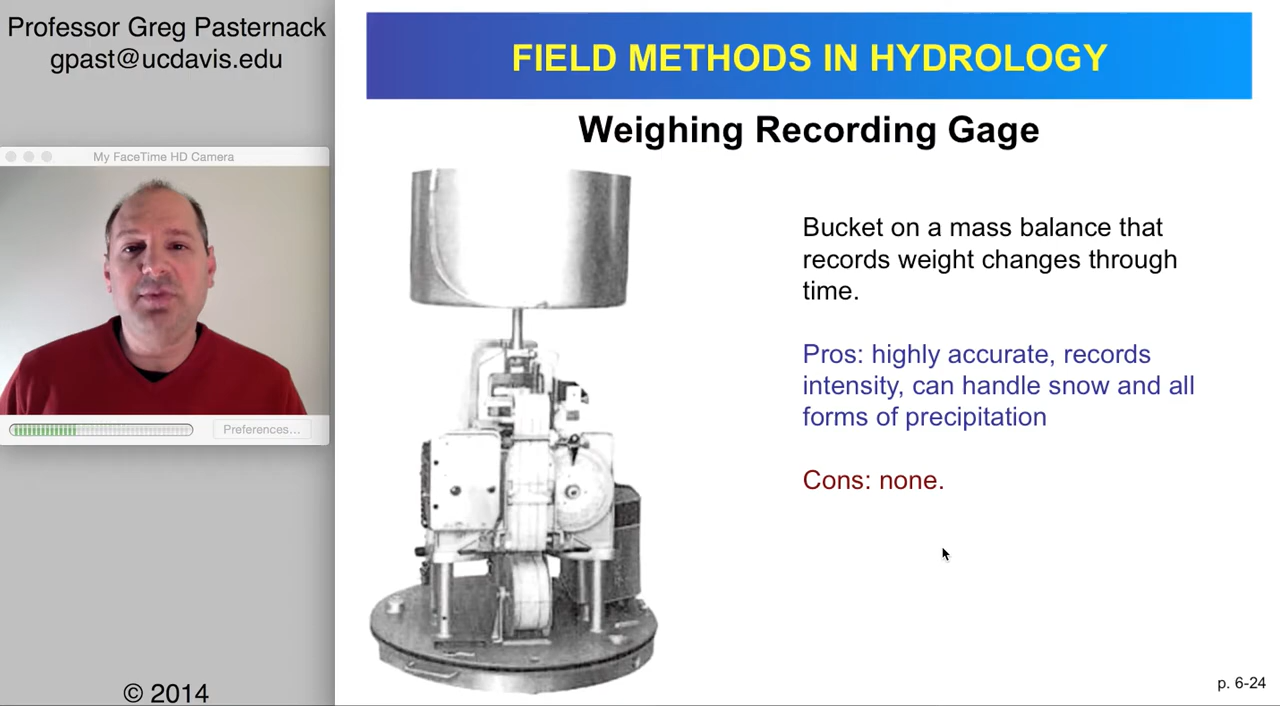 Professor Greg Pasternack
gpast@ucdavis.edu
My FaceTime HD Camera
Preferences...
© 2014
FIELD METHODS IN HYDROLOGY
Weighing Recording Gage
Bucket on a mass balance that
records weight changes through
time.
Pros: highly accurate, records
intensity, can handle snow and all
forms of precipitation
Cons: none.
p. 6-24